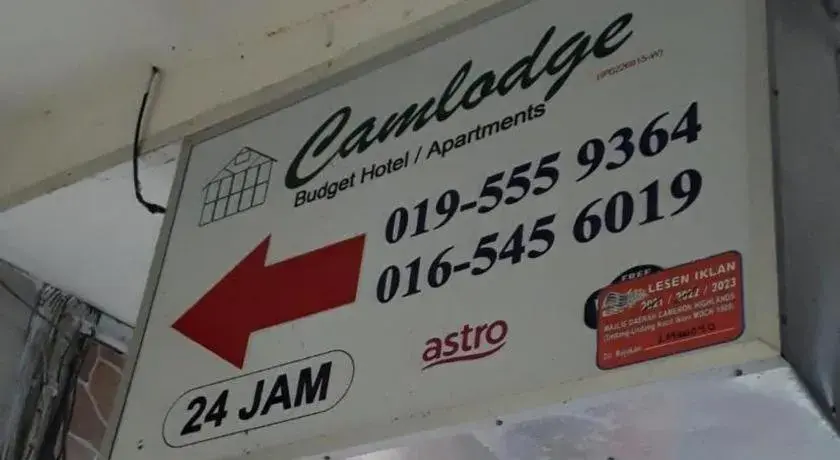 Camlodge
Budget Hotel / Apartments
019-555 9364
016-545 6019
FREE
LESEN IKLAN
2021 / 2022 / 2023
MAJLIS DAERAH CAMERON HIGHLANDS
astro
24 JAM